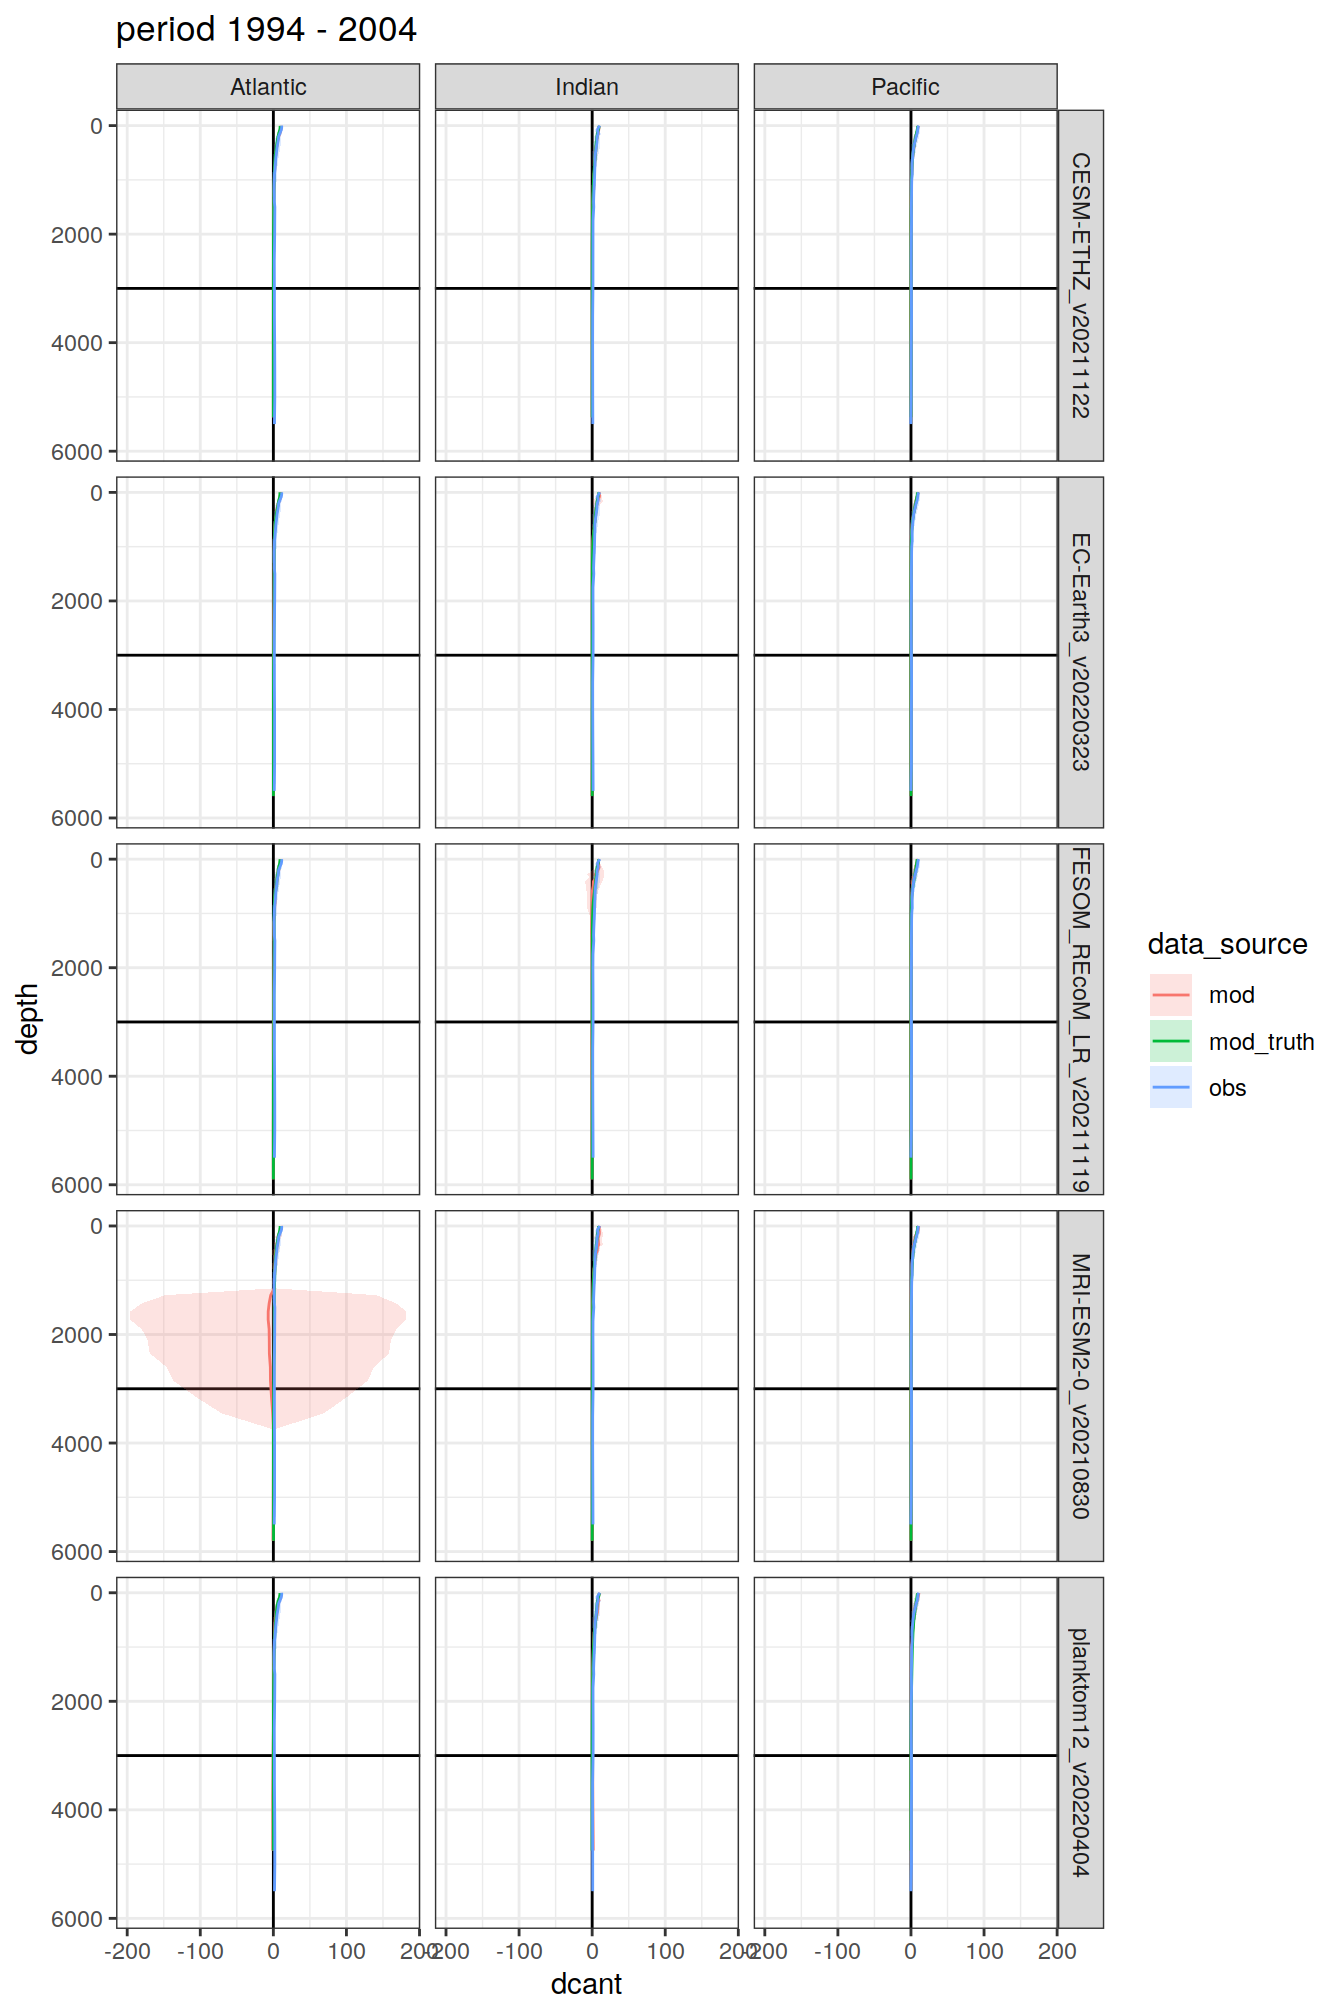 period 1994 - 2004
Atlantic
Indian
Pacific
0
2000
4000
6000
CESM-ETHZ_v20211122
0
2000
4000
6000
EC-Earth3_v20220323
0
2000
4000
6000
FESOM_REcoM_LR_v20211119
0
2000
4000
6000
MRI-ESM2-0_v20210830
0
2000
4000
6000
planktom12_v20220404
-200 -100 0 100 200
-200 -100 0 100 200
-200 -100 0 100 200
dcant
depth
data_source
mod
mod_truth
obs